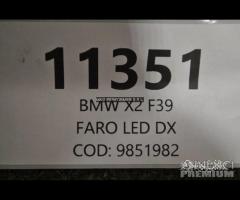 11351
BMW X2 F39
FARO LED DX
COD: 9851982
PREMIUM